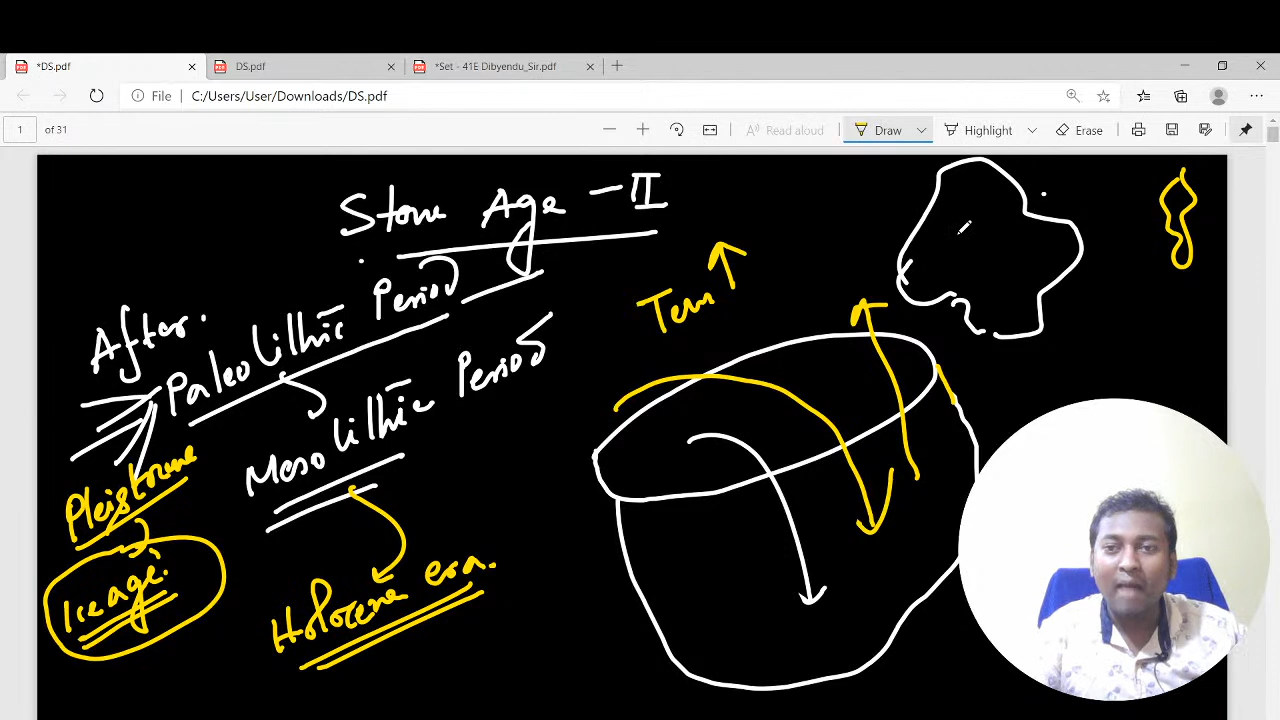 *DS.pdf
DS.pdf
*Set - 41E Dibyendu_Sir.pdf
File
C:/Users/User/Downloads/DS.pdf
1 of 31
Read aloud
Draw
Highlight
Erase
Stone Age - II
After.
Paleolithic Period
Mesolithic Period
Tem ↑
Pleistocene
Ice age.
Holocene era.